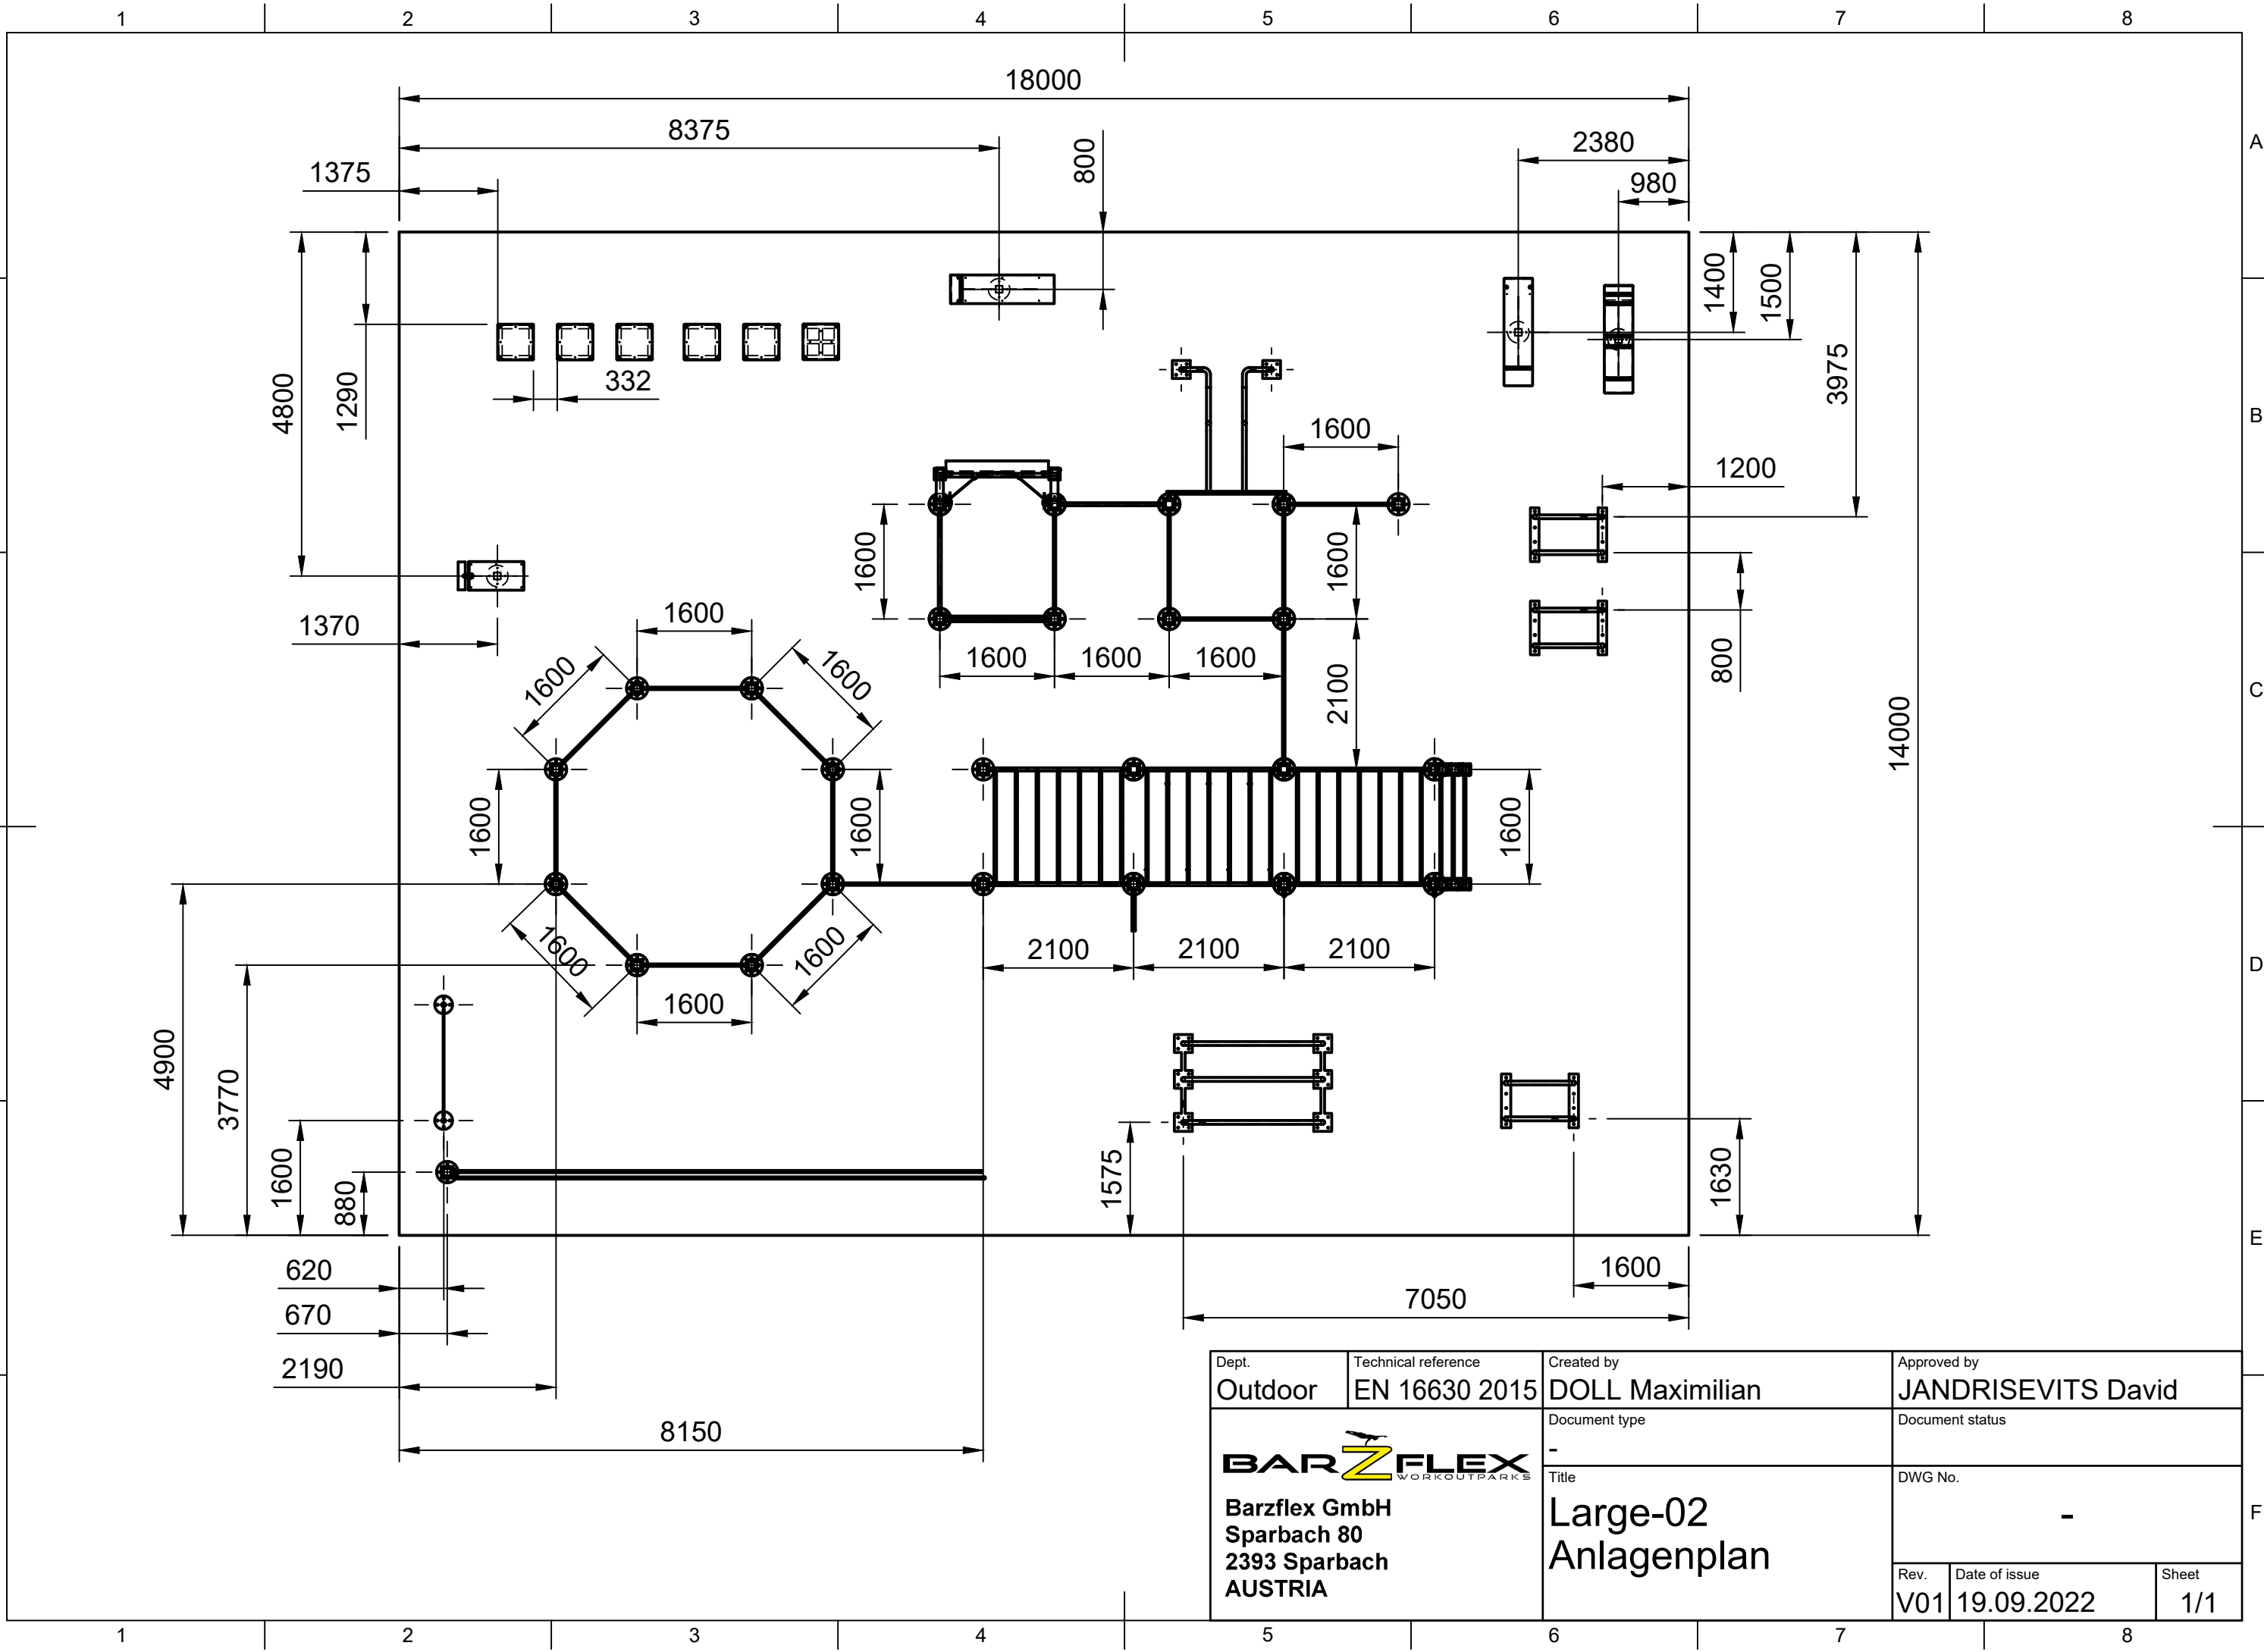 1 2 3 4 5 6 7 8
18000
8375
2380
800
1375
980
A
1400
1500
3975
4800
1290
332
B
1600
1200
1600
1600
1370
1600
1600 1600 1600
800
1600
1600
2100
C
14000
1600
1600
1600
2100 2100 2100
D
1600
1600
1600
4900
3770
1600
880
1575
1630
E
620
1600
7050
670
2190
8150
Dept.
Outdoor
Technical reference
EN 16630 2015
Created by
DOLL Maximilian
Approved by
JANDRISEVITS David
BARZFLEX
WORKOUTPARKS
Barzflex GmbH
Sparbach 80
2393 Sparbach
AUSTRIA
Document type
-
Document status
Title
Large-02
Anlagenplan
DWG No.
-
F
Rev.
V01
Date of issue
19.09.2022
Sheet
1/1
1 2 3 4 5 6 7 8